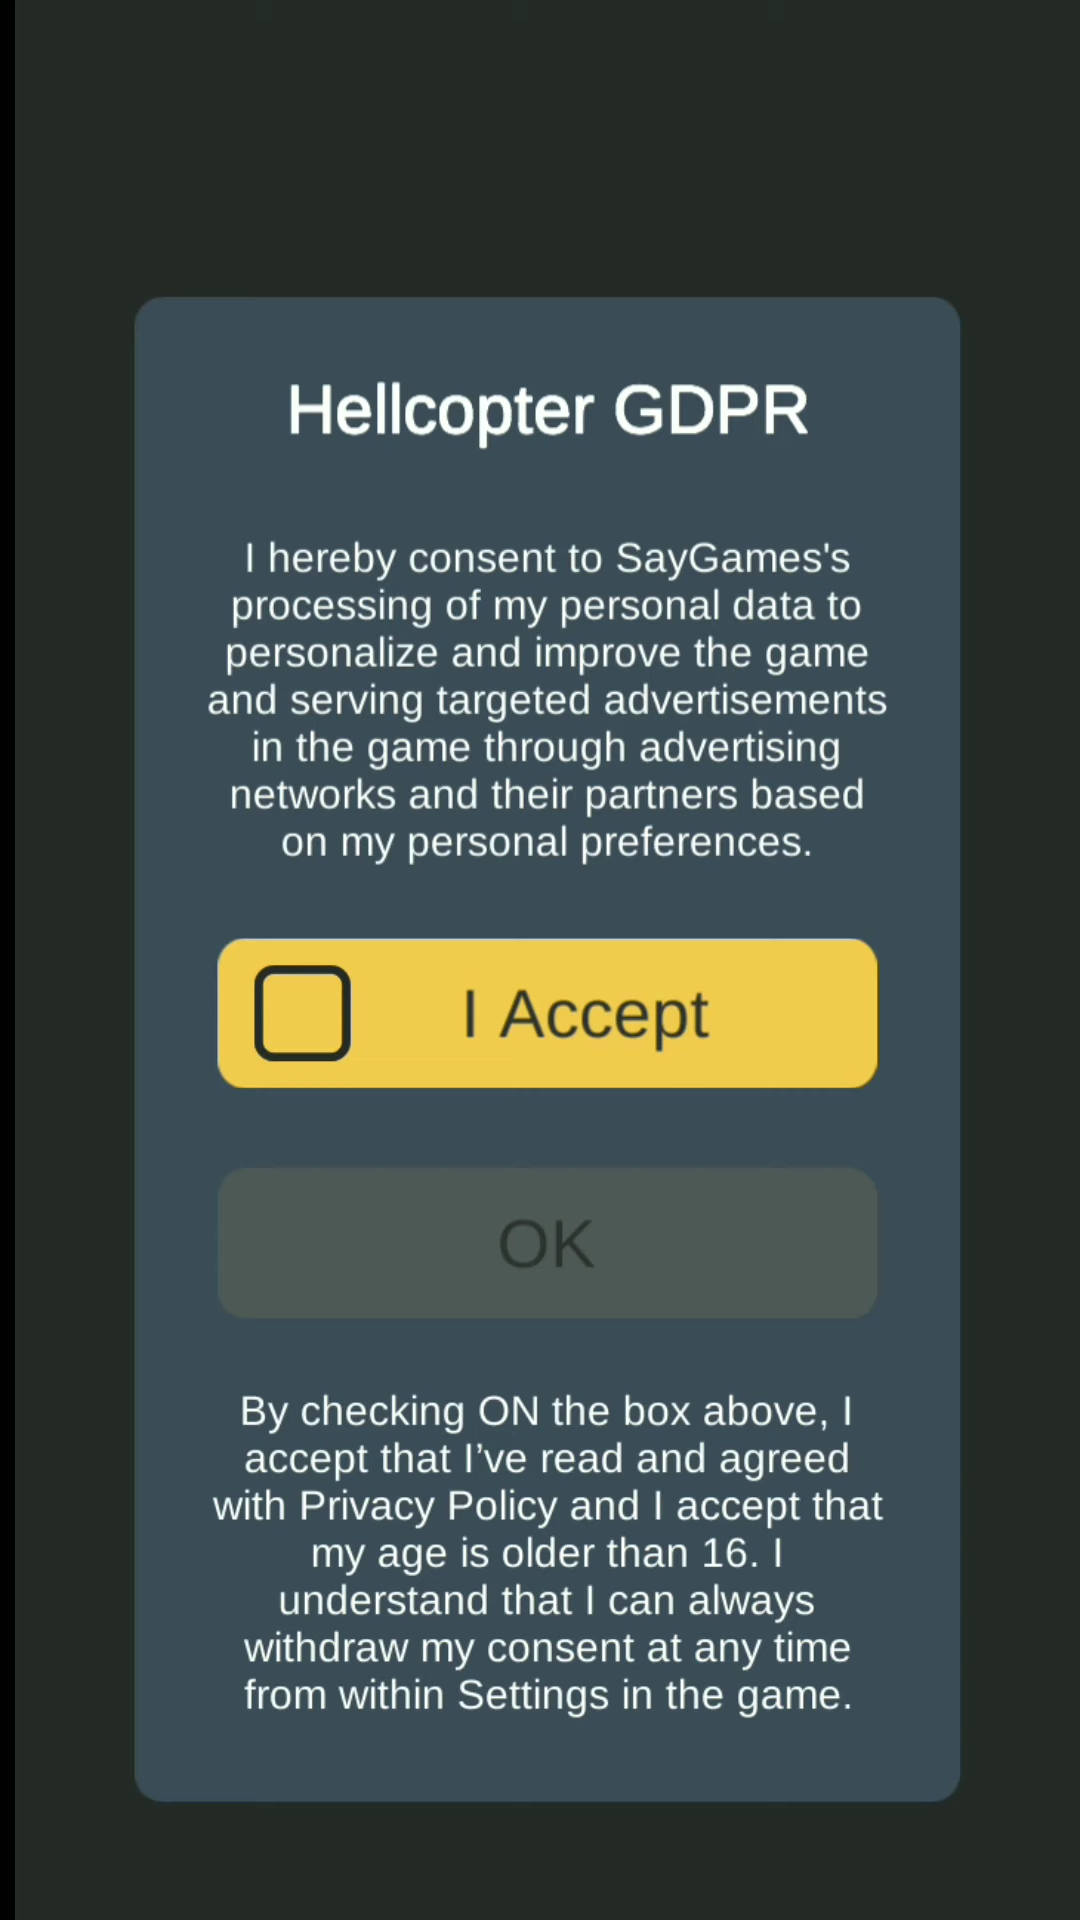 Hellcopter GDPR
I hereby consent to SayGames's
processing of my personal data to
personalize and improve the game
and serving targeted advertisements
in the game through advertising
networks and their partners based
on my personal preferences.
I Accept
OK
By checking ON the box above, I
accept that I’ve read and agreed
with Privacy Policy and I accept that
my age is older than 16. I
understand that I can always
withdraw my consent at any time
from within Settings in the game.